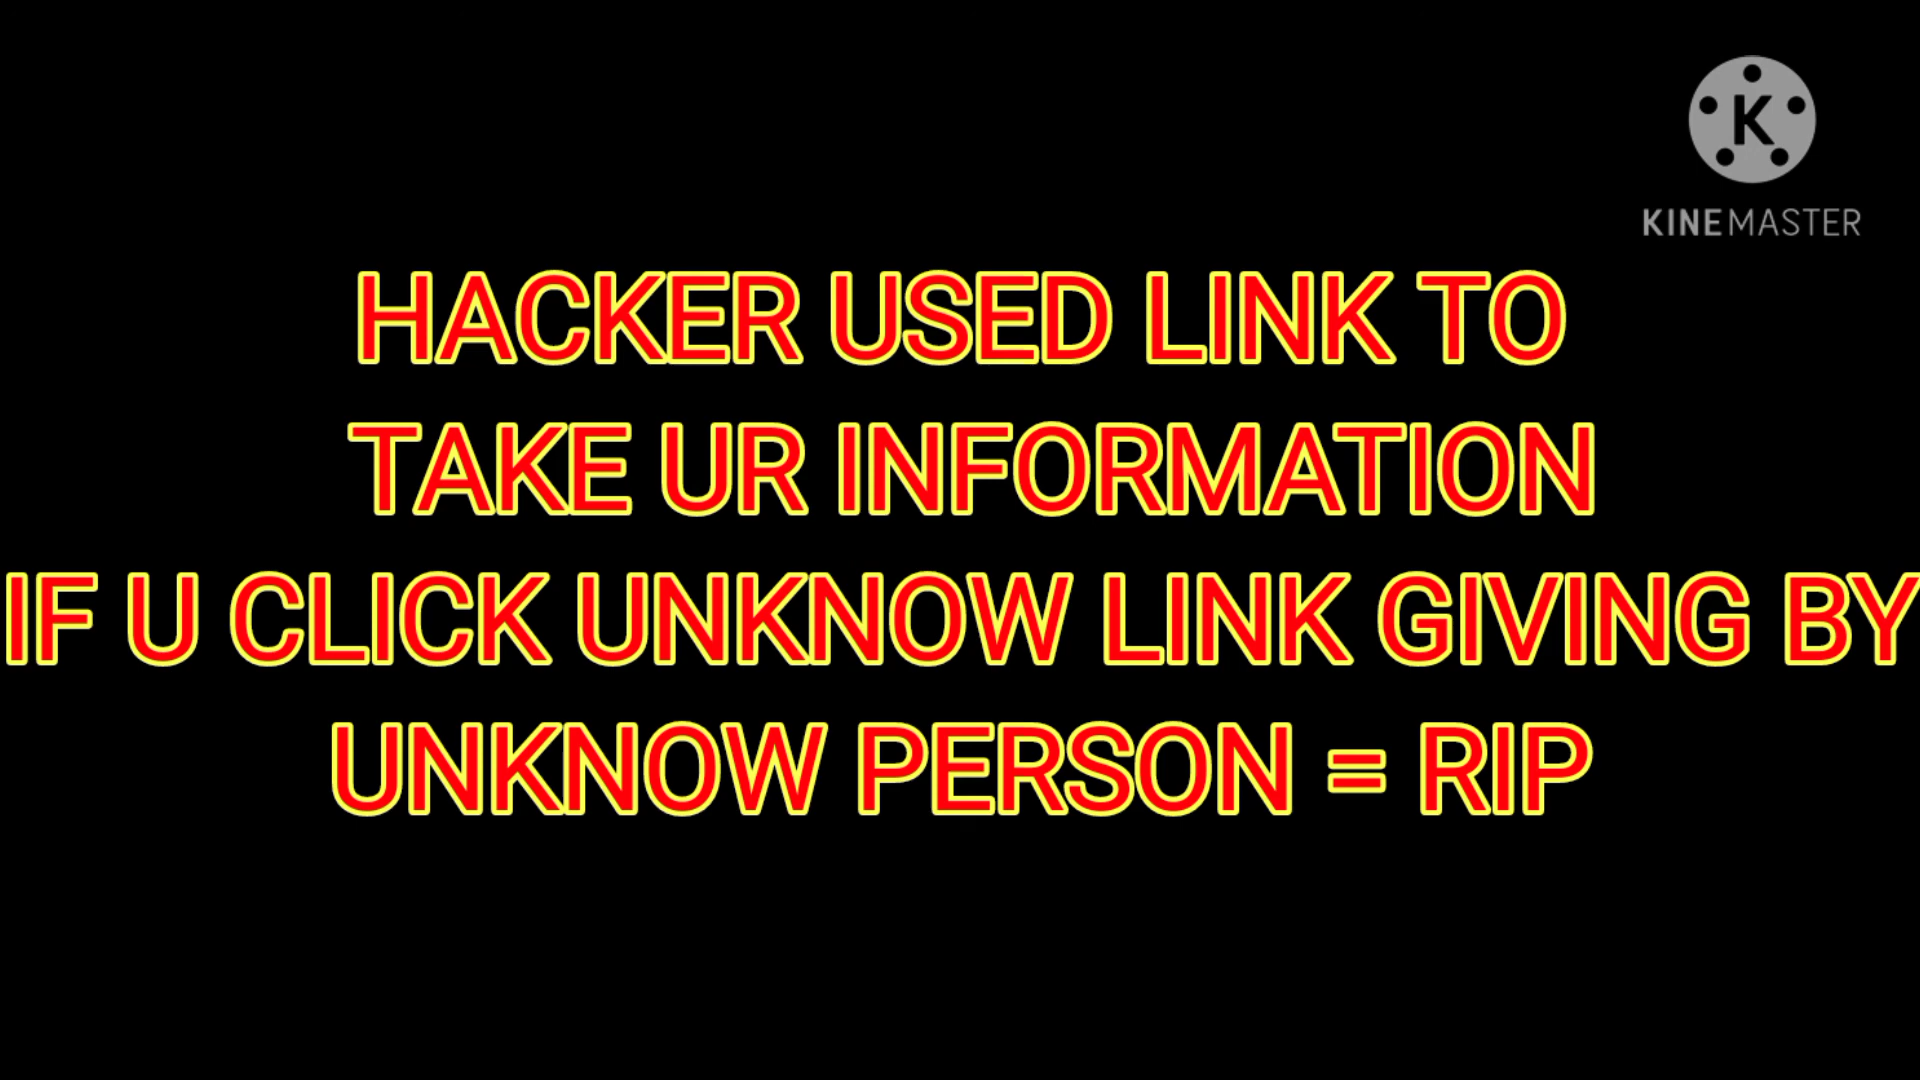 K
KINEMASTER
HACKER USED LINK TO
TAKE UR INFORMATION
IF U CLICK UNKNOW LINK GIVING BY
UNKNOW PERSON = RIP